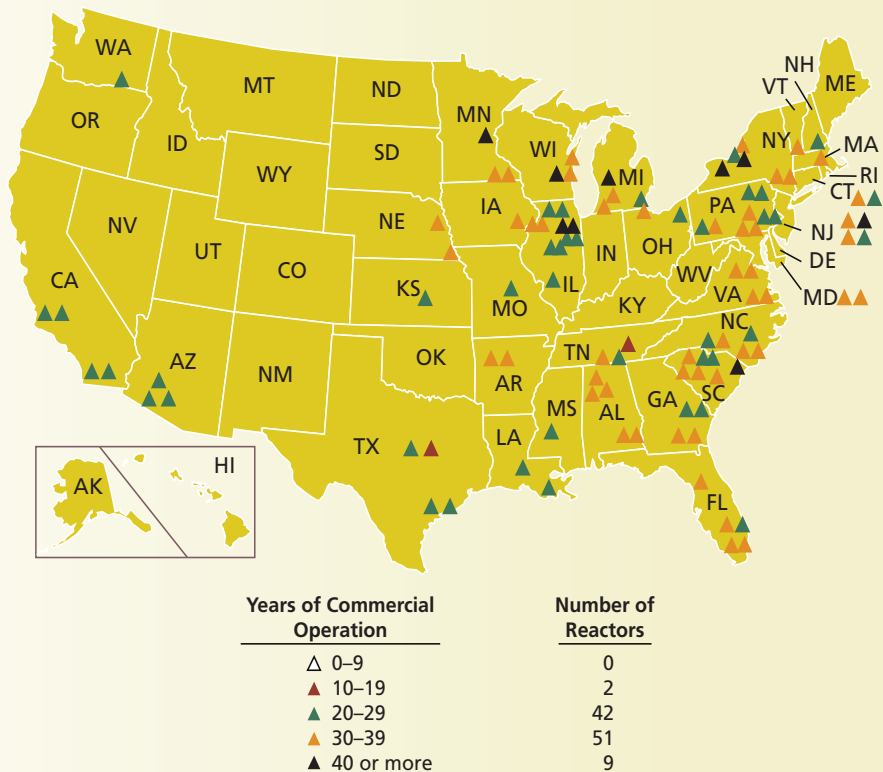 WA
MT
ND
MN
OR
ID
SD
WI
MI
NY
VT
NH
ME
MA
RI
CT
WY
NE
IA
PA
NJ
NV
UT
CO
IL
IN
OH
DE
CA
KS
MO
WV
VA
MD
KY
AZ
NM
OK
AR
TN
NC
SC
TX
LA
MS
AL
GA
FL
AK
HI
Years of Commercial Operation
Number of Reactors
0–9 0
10–19 2
20–29 42
30–39 51
40 or more 9